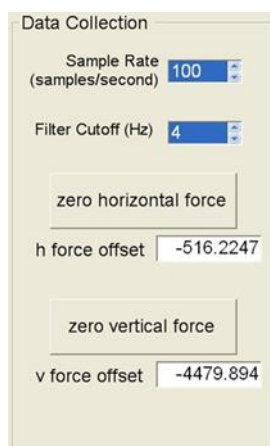 Data Collection
Sample Rate
(samples/second)
100
Filter Cutoff (Hz)
4
zero horizontal force
h force offset
-516.2247
zero vertical force
v force offset
-4479.894